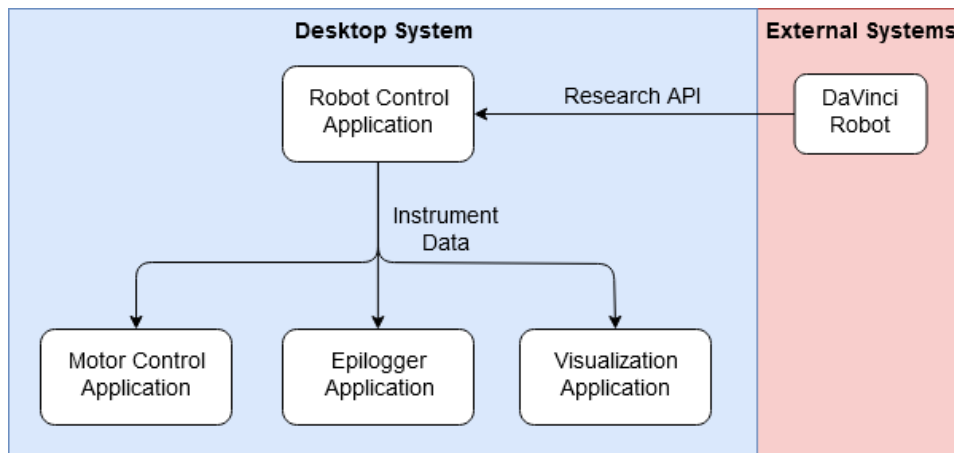 Desktop System
External Systems
Robot Control
Application
Research API
DaVinci
Robot
Instrument
Data
Motor Control
Application
Epilogger
Application
Visualization
Application